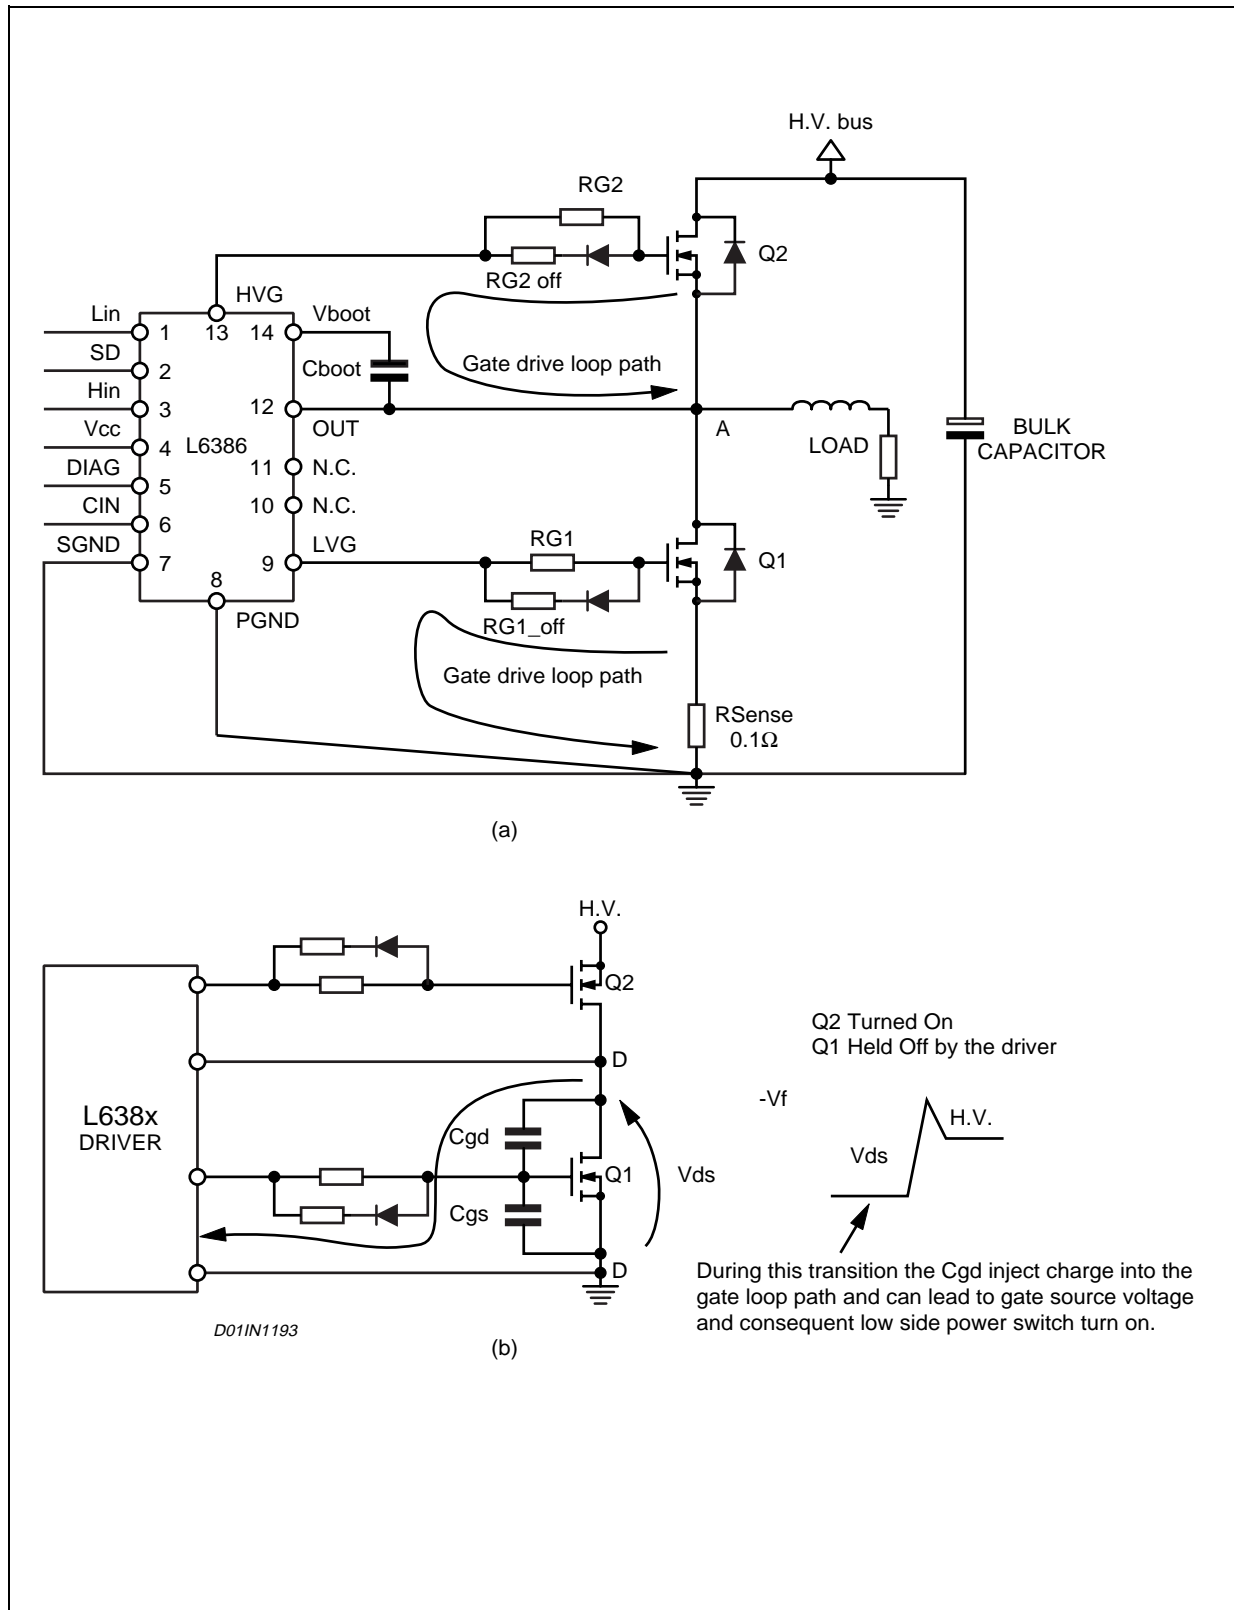 H.V. bus
RG2
Q2
RG2 off
HVG
Lin
Vboot
1
13
14
SD
Cboot
2
Gate drive loop path
Hin
3
12
A
OUT
Vcc
4
L6386
LOAD
BULK
CAPACITOR
DIAG
5
11
N.C.
CIN
6
10
N.C.
SGND
LVG
RG1
7
9
Q1
8
PGND
RG1_off
Gate drive loop path
RSense
0.1Ω
(a)
H.V.
Q2
Q2 Turned On
Q1 Held Off by the driver
D
-Vf
L638x
DRIVER
H.V.
Cgd
Vds
Q1
Vds
Cgs
D
During this transition the Cgd inject charge into the
gate loop path and can lead to gate source voltage
and consequent low side power switch turn on.
D01IN1193
(b)